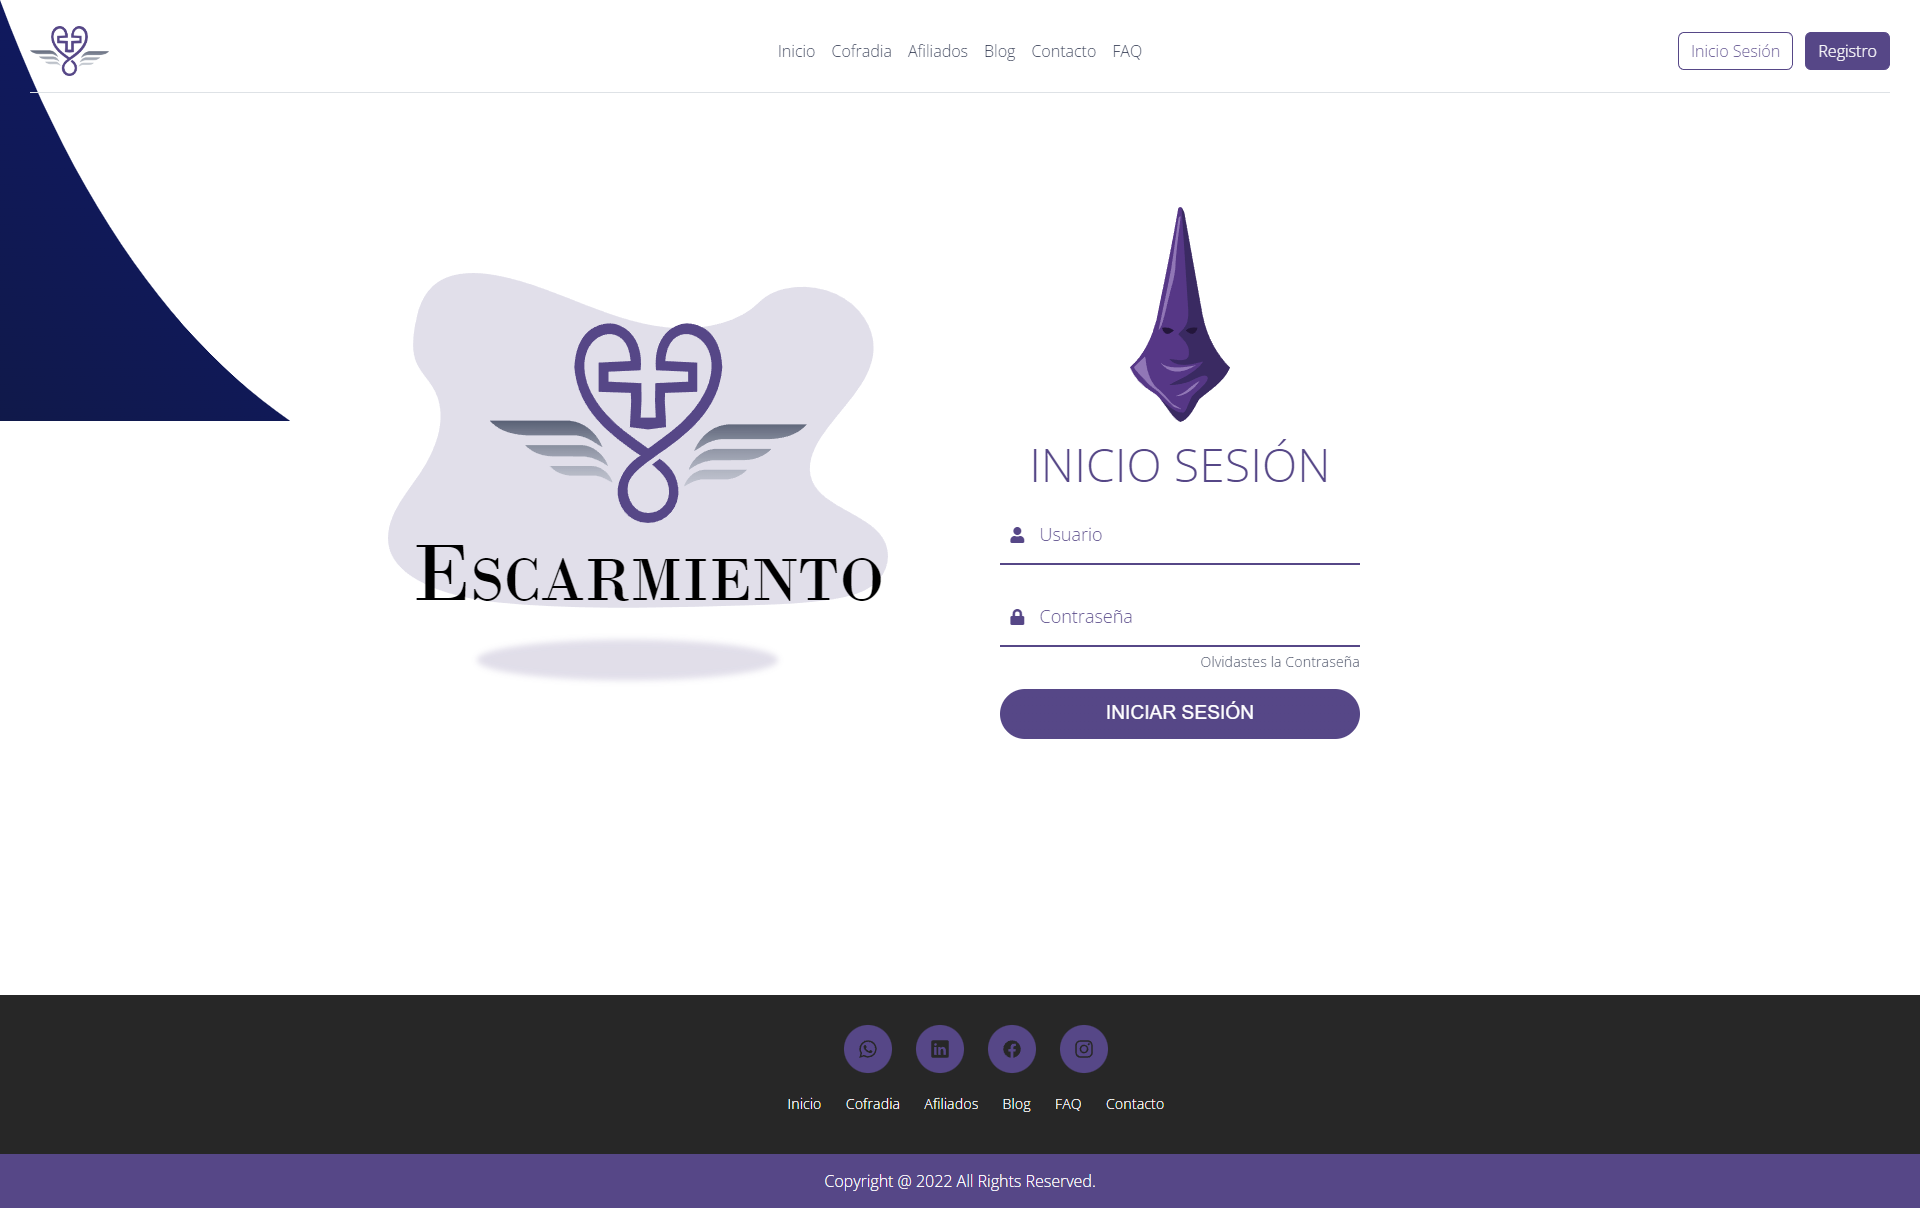 Inicio Cofradia Afiliados Blog Contacto FAQ
Inicio Sesión Registro
ESCARMIENTO
INICIO SESIÓN
Usuario
Contraseña
Olvidastes la Contraseña
INICIAR SESIÓN
Inicio Cofradia Afiliados Blog FAQ Contacto
Copyright @ 2022 All Rights Reserved.